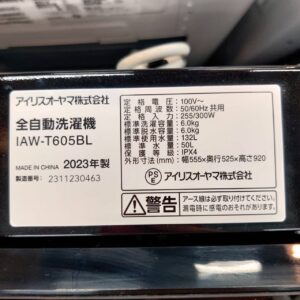 アイリスオーヤマ株式会社
全自動洗濯機
IAW-T605BL
MADE IN CHINA 2023年製
製造番号: 2311230463
定格電圧: 100V～
定格周波数: 50/60Hz 共用
定格消費電力: 255/300W
標準洗濯容量: 6.0kg
標準脱水容量: 6.0kg
標準使用水量: 132L
標準水量: 50L
保護等級: IPX4
外形寸法(mm): 幅555×奥行525×高さ920
PSE アイリスオーヤマ株式会社
警告
アース線は必ず取り付けてください。
漏電時に感電のおそれがあります。